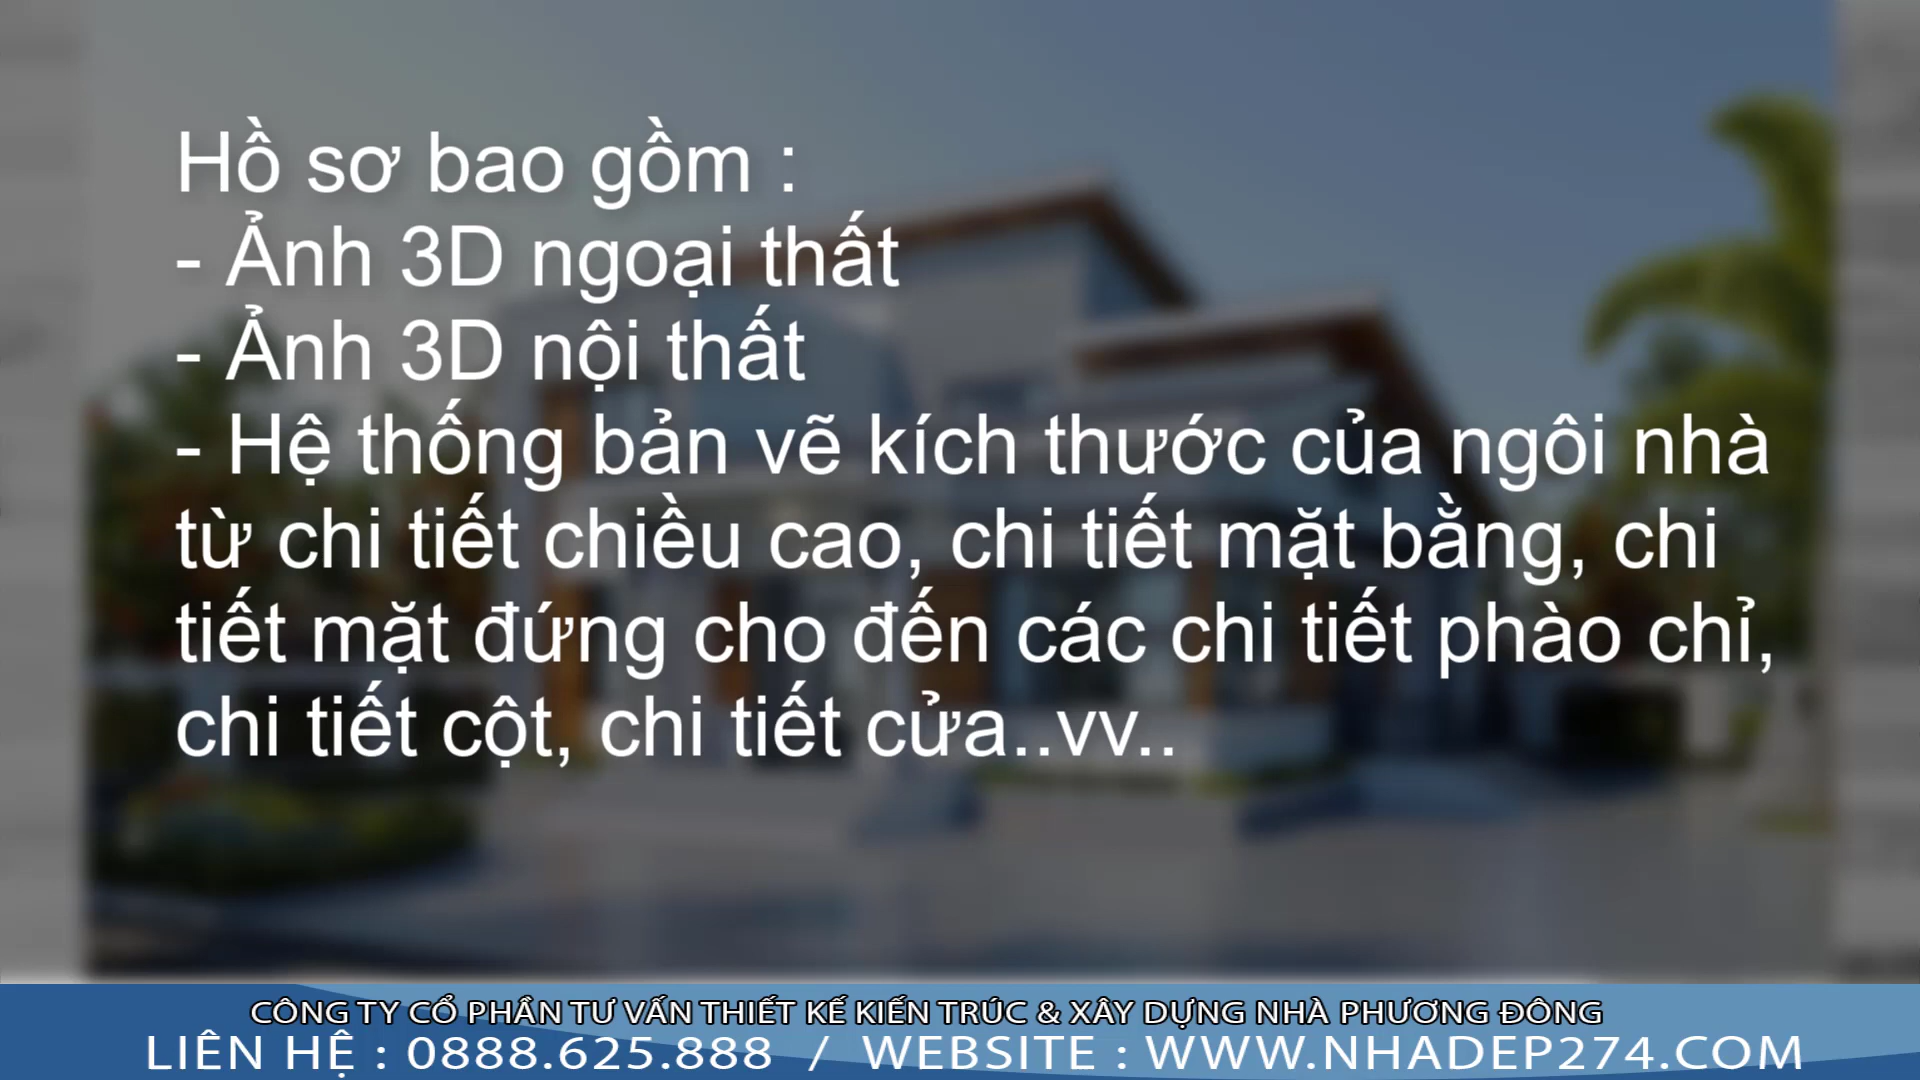 Hồ sơ bao gồm :
- Ảnh 3D ngoại thất
- Ảnh 3D nội thất
- Hệ thống bản vẽ kích thước của ngôi nhà
từ chi tiết chiều cao, chi tiết mặt bằng, chi
tiết mặt đứng cho đến các chi tiết phào chỉ,
chi tiết cột, chi tiết cửa..vv..
CÔNG TY CỔ PHẦN TƯ VẤN THIẾT KẾ KIẾN TRÚC & XÂY DỰNG NHÀ PHƯƠNG ĐÔNG
LIÊN HỆ : 0888.625.888 / WEBSITE : WWW.NHADEP274.COM